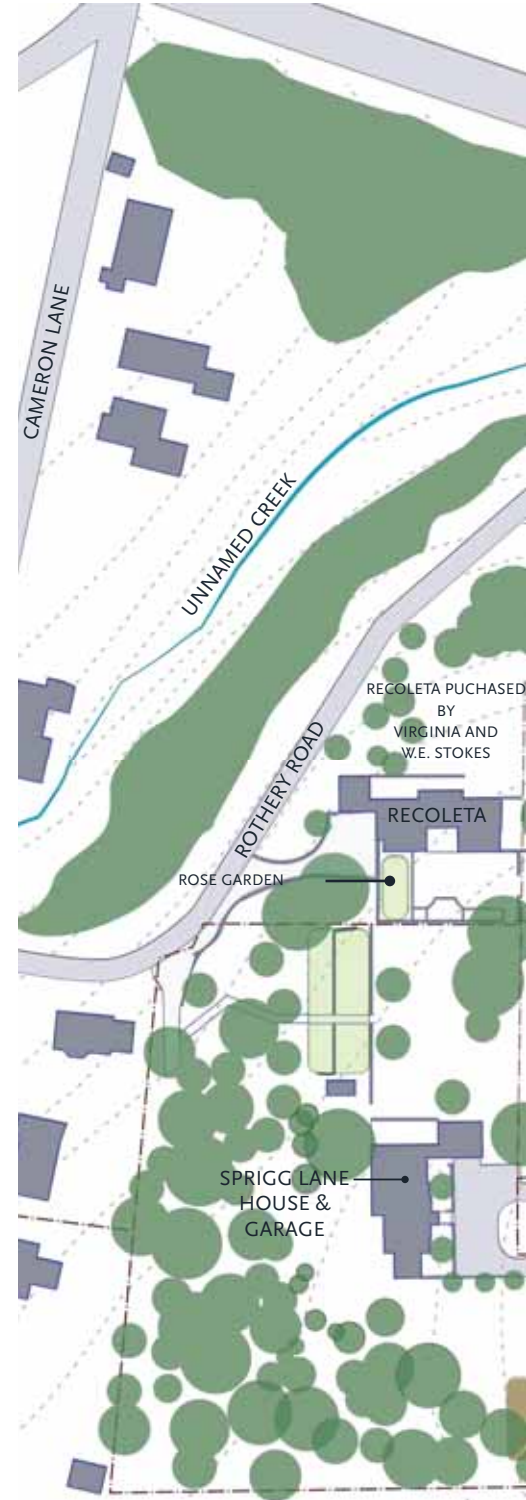 CAMERON LANE
UNNAMED CREEK
RECOLETA PUCHASED
BY
VIRGINIA AND
W.E. STOKES
ROTHERY ROAD
RECOLETA
ROSE GARDEN
SPRIGG LANE
HOUSE &
GARAGE